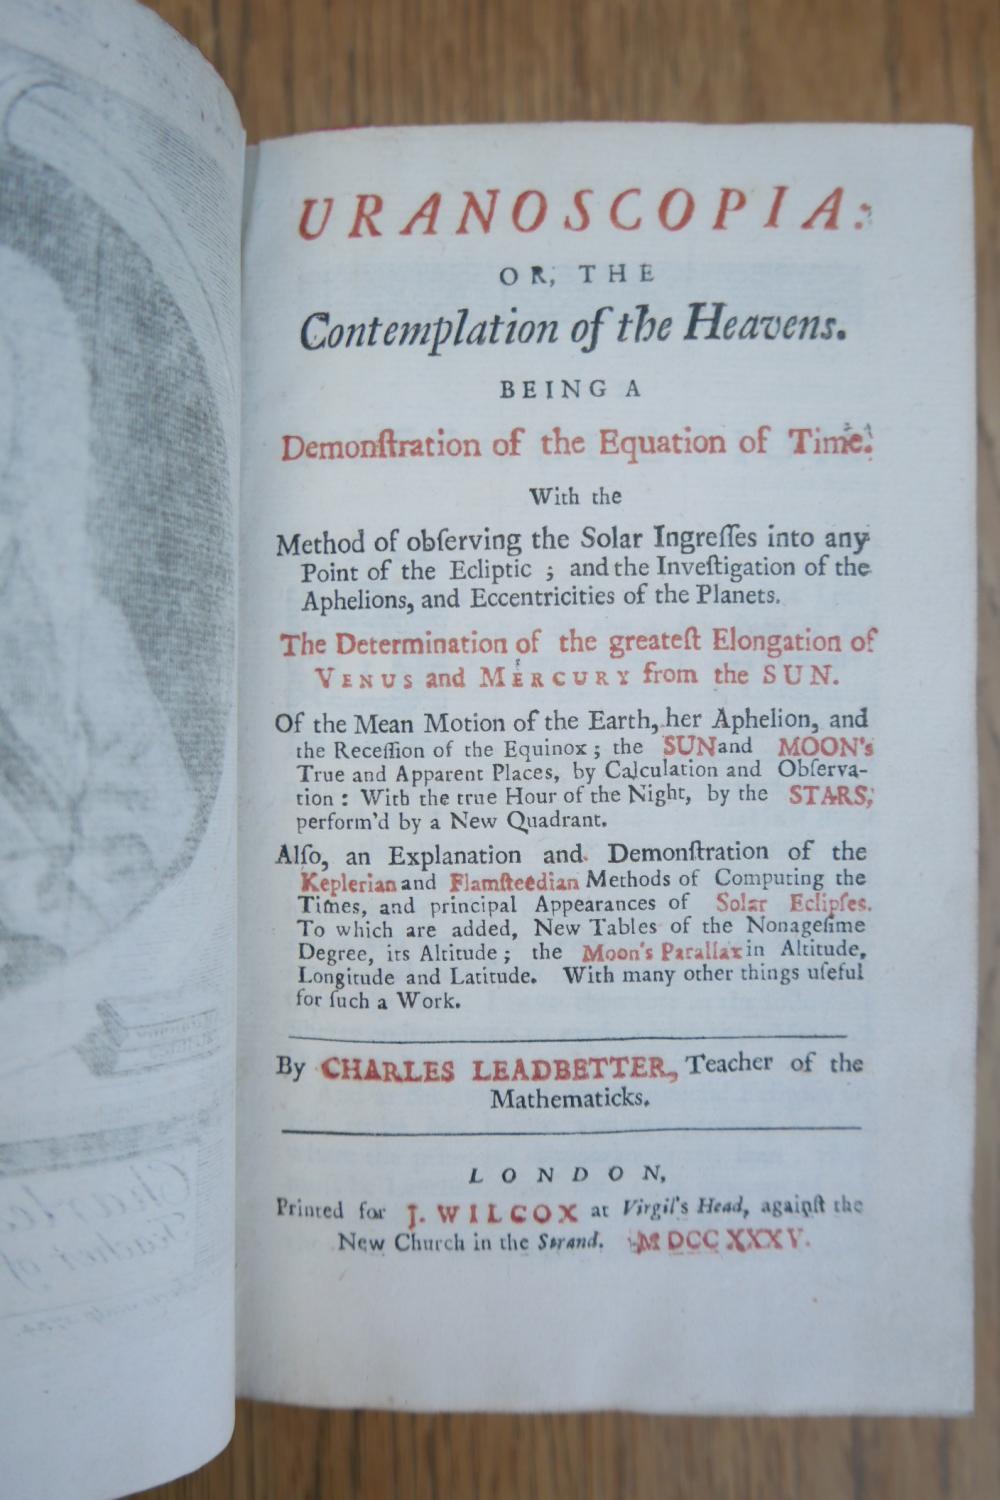 URANOSCOPIA:
OR, THE
Contemplation of the Heavens.
BEING A
Demonſtration of the Equation of Time.
With the
Method of obſerving the Solar Ingreſſes into any
Point of the Ecliptic ; and the Inveſtigation of the
Aphelions, and Eccentricities of the Planets.
The Determination of the greateſt Elongation of
VENUS and MERCURY from the SUN.
Of the Mean Motion of the Earth, her Aphelion, and
the Receſſion of the Equinox ; the SUN and MOON's
True and Apparent Places, by Calculation and Obſerva-
tion : With the true Hour of the Night, by the STARS,
perform'd by a New Quadrant.
Alſo, an Explanation and Demonſtration of the
Keplerian and Flamſteedian Methods of Computing the
Times, and principal Appearances of Solar Eclipſes.
To which are added, New Tables of the Nonageſime
Degree, its Altitude ; the Moon's Parallax in Altitude,
Longitude and Latitude. With many other things uſeful
for ſuch a Work.
By CHARLES LEADBETTER, Teacher of the
Mathematicks.
LONDON,
Printed for J. WILCOX at Virgil's Head, againſt the
New Church in the Strand. M DCC XXXV.